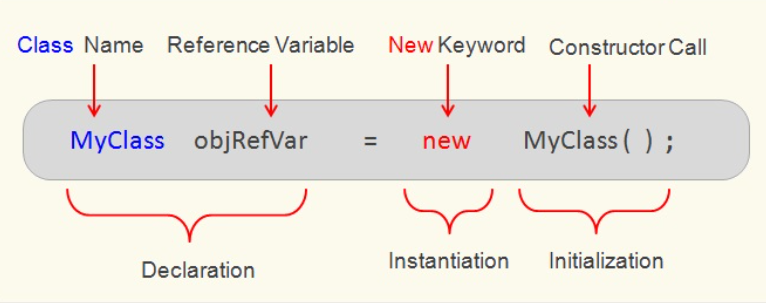 Class Name Reference Variable New Keyword Constructor Call
MyClass objRefVar = new MyClass( ) ;
Declaration Instantiation Initialization